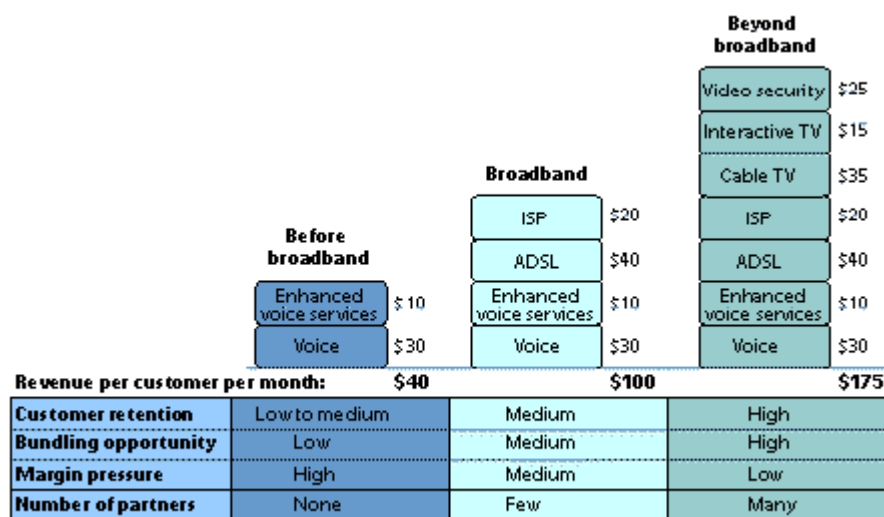 Beyond
broadband
Video security $25
Interactive TV $15
Broadband
Cable TV $35
ISP $20 ISP $20
Before
broadband
ADSL $40 ADSL $40
Enhanced
voice services $10 Enhanced
voice services $10 Enhanced
voice services $10
Voice $30 Voice $30 Voice $30
Revenue per customer per month: $40 $100 $175
Customer retention Low to medium Medium High
Bundling opportunity Low Medium High
Margin pressure High Medium Low
Number of partners None Few Many